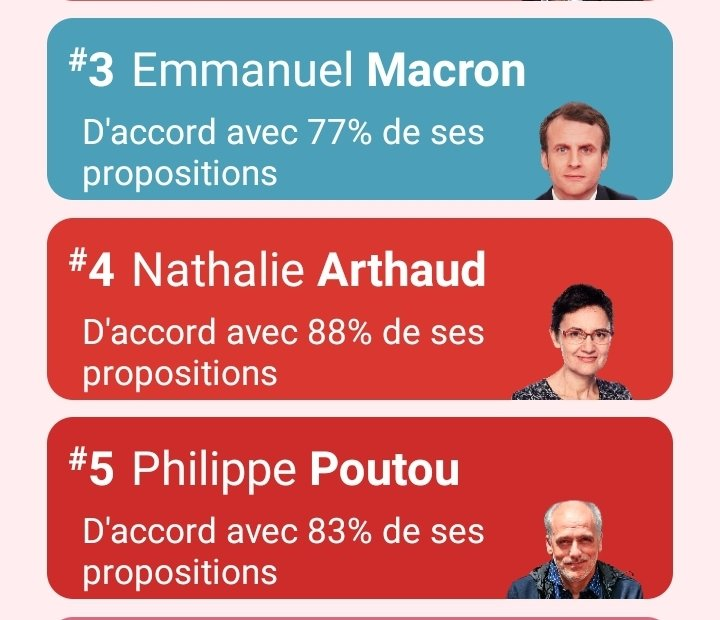 #3 Emmanuel Macron
D'accord avec 77% de ses
propositions
#4 Nathalie Arthaud
D'accord avec 88% de ses
propositions
#5 Philippe Poutou
D'accord avec 83% de ses
propositions